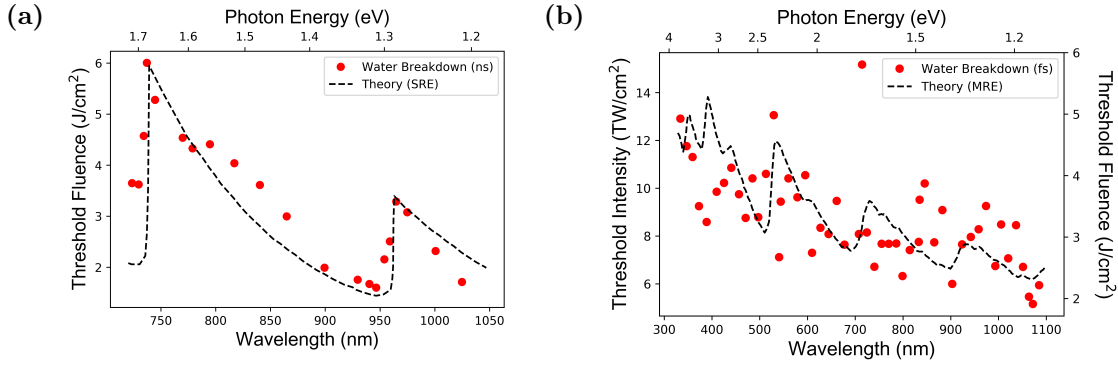 (a)
Photon Energy (eV)
1.7 1.6 1.5 1.4 1.3 1.2
Threshold Fluence (J/cm²)
6
5
4
3
2
Water Breakdown (ns)
Theory (SRE)
750 800 850 900 950 1000 1050
Wavelength (nm)
(b)
Photon Energy (eV)
4 3 2.5 2 1.5 1.2
Threshold Intensity (TW/cm²)
14
12
10
8
6
Water Breakdown (fs)
Theory (MRE)
6
5
4
3
2
Threshold Fluence (J/cm²)
300 400 500 600 700 800 900 1000 1100
Wavelength (nm)